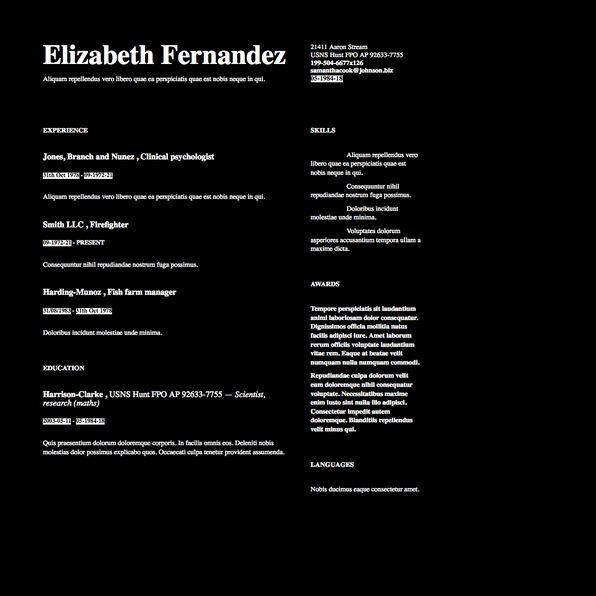 Elizabeth Fernandez
Aliquam repellendus vero libero quae ea perspiciatis quae est nobis neque in qui.
21411 Aaron Stream
USNS Hunt FPO AP 92633-7755
199-504-6677x126
samanthacook@johnson.biz
05-1984-18
EXPERIENCE
Jones, Branch and Nunez , Clinical psychologist
31th Oct 1978 - 09-1972-21
Aliquam repellendus vero libero quae ea perspiciatis quae est nobis neque in qui.
Smith LLC , Firefighter
09-1972-21 - PRESENT
Consequuntur nihil repudiandae nostrum fuga possimus.
Harding-Munoz , Fish farm manager
31/08/1983 - 31th Oct 1978
Doloribus incidunt molestiae unde minima.
EDUCATION
Harrison-Clarke , USNS Hunt FPO AP 92633-7755 — Scientist,
research (maths)
2003-05-11 - 05-1984-18
Quis praesentium dolorum doloremque corporis. In facilis omnis eos. Deleniti nobis
molestias dolor possimus explicabo quos. Occaecati culpa tenetur provident assumenda.
SKILLS
Aliquam repellendus vero
libero quae ea perspiciatis quae est
nobis neque in qui.
Consequuntur nihil
repudiandae nostrum fuga possimus.
Doloribus incidunt
molestiae unde minima.
Voluptates dolorum
asperiores accusantium tempora ullam a
maxime dicta.
AWARDS
Tempore perspiciatis sit laudantium
animi laboriosam dolor consequatur.
Dignissimos officia mollitia natus
facilis adipisci iure. Amet laborum
rerum officiis voluptate laudantium
vitae rem. Eaque at beatae velit
numquam nulla numquam commodi.
Repudiandae culpa dolorum velit
eum doloremque nihil consequatur
voluptate. Necessitatibus maxime
enim iusto sint nulla illo adipisci.
Consectetur impedit autem
doloremque. Blanditiis repellendus
velit minus qui.
LANGUAGES
Nobis ducimus eaque consectetur amet.